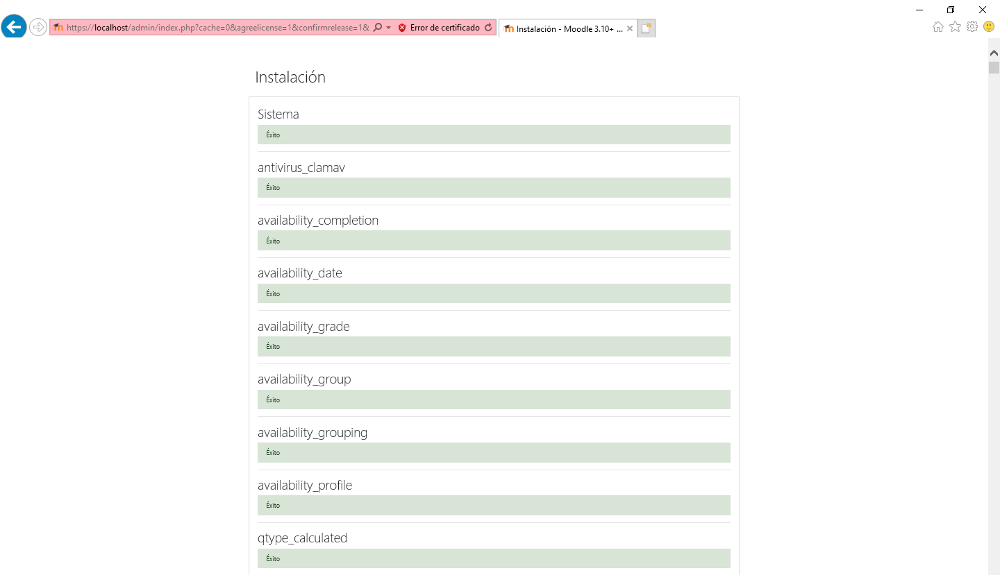 https://localhost/admin/index.php?cache=0&agreelicense=1&confirmrelease=1& Error de certificado Instalación - Moodle 3.10+ ...
Instalación
Sistema
Éxito
antivirus_clamav
Éxito
availability_completion
Éxito
availability_date
Éxito
availability_grade
Éxito
availability_group
Éxito
availability_grouping
Éxito
availability_profile
Éxito
qtype_calculated
Éxito